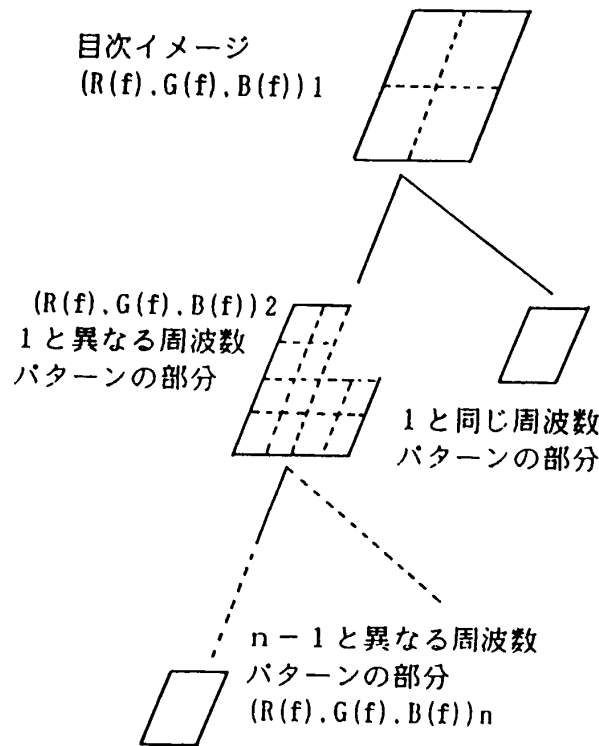 目次イメージ
(R(f).G(f).B(f))1
(R(f).G(f).B(f))2
1と異なる周波数
パターンの部分
1と同じ周波数
パターンの部分
n-1と異なる周波数
パターンの部分
(R(f).G(f).B(f))n